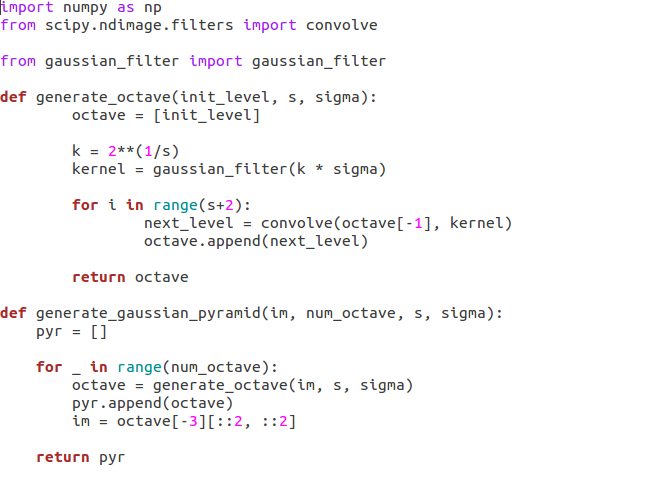 import numpy as np
from scipy.ndimage.filters import convolve

from gaussian_filter import gaussian_filter

def generate_octave(init_level, s, sigma):
        octave = [init_level]

        k = 2**(1/s)
        kernel = gaussian_filter(k * sigma)

        for i in range(s+2):
                next_level = convolve(octave[-1], kernel)
                octave.append(next_level)

        return octave

def generate_gaussian_pyramid(im, num_octave, s, sigma):
    pyr = []

    for _ in range(num_octave):
        octave = generate_octave(im, s, sigma)
        pyr.append(octave)
        im = octave[-3][::2, ::2]

    return pyr